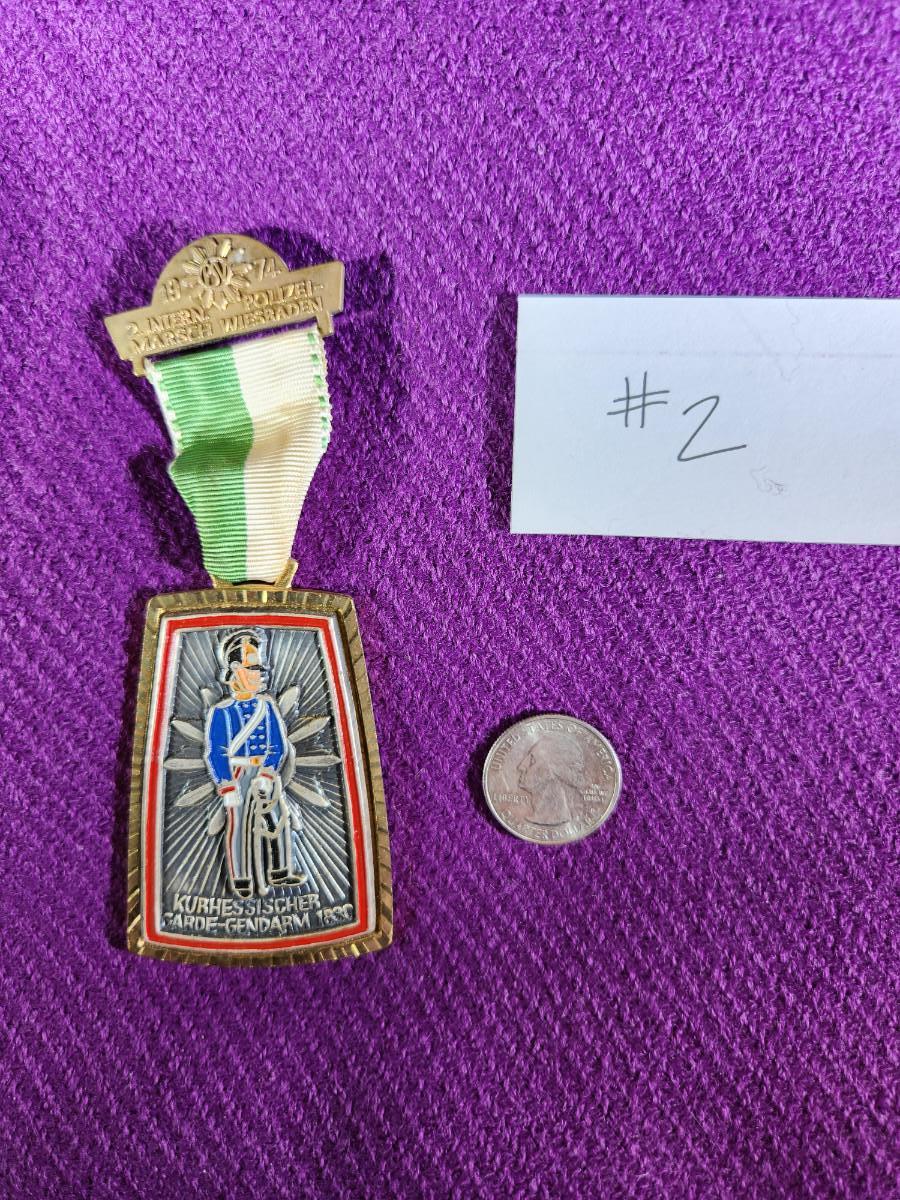 19 74
2. INTERN. POLIZEI-
MARSCH WIESBADEN
#2
KURHESSISCHER
GARDE-GENDARM 1830
UNITED STATES OF AMERICA
LIBERTY
QUARTER DOLLAR